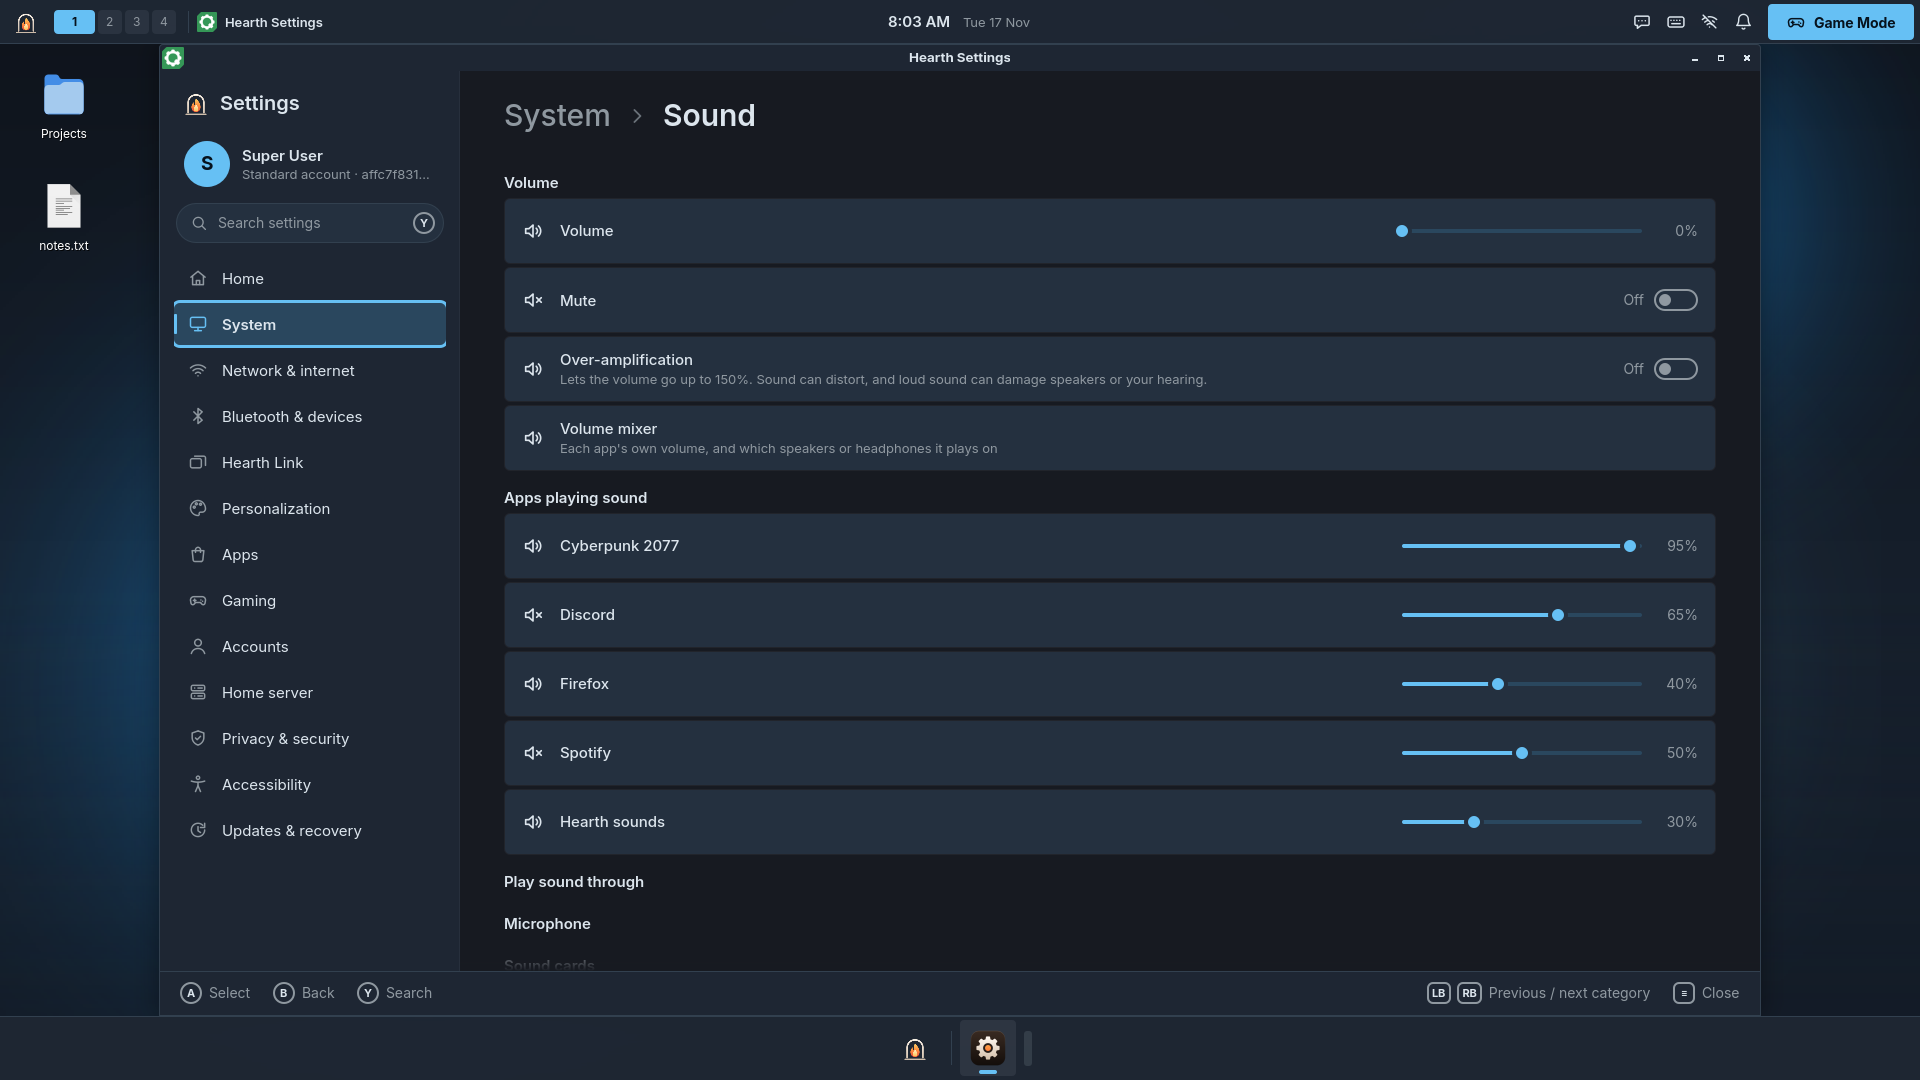 1
2
3
4
Hearth Settings
8:03 AM
Tue 17 Nov
Game Mode
Projects
notes.txt
Hearth Settings
Settings
S
Super User
Standard account · affc7f831...
Search settings
Y
Home
System
Network & internet
Bluetooth & devices
Hearth Link
Personalization
Apps
Gaming
Accounts
Home server
Privacy & security
Accessibility
Updates & recovery
System > Sound
Volume
Volume
0%
Mute
Off
Over-amplification
Lets the volume go up to 150%. Sound can distort, and loud sound can damage speakers or your hearing.
Off
Volume mixer
Each app's own volume, and which speakers or headphones it plays on
Apps playing sound
Cyberpunk 2077
95%
Discord
65%
Firefox
40%
Spotify
50%
Hearth sounds
30%
Play sound through
Microphone
Sound cards
A Select
B Back
Y Search
LB RB Previous / next category
Close